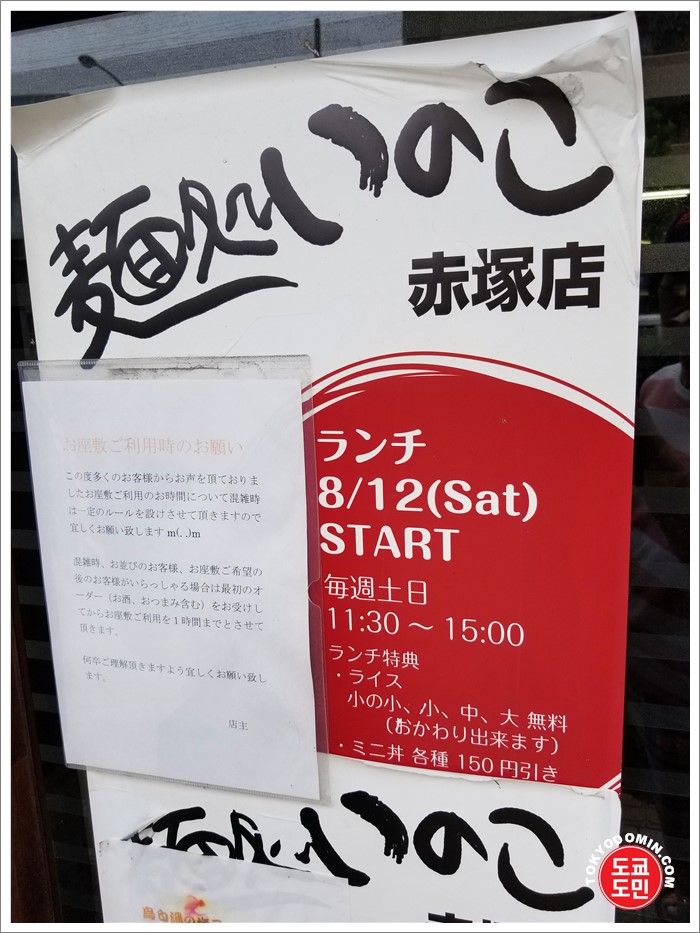 麺処いのこ
赤塚店
お座敷ご利用時のお願い
この度多くのお客様からお声を頂ておりま
したお座敷ご利用のお時間について混雑時
は一定のルールを設けさせて頂きますので
宜しくお願い致します m(. .)m
混雑時、お並びのお客様、お座敷ご希望の
後のお客様がいらっしゃる場合は最初のオ
ーダー（お酒、おつまみ含む）をお受けし
てからお座敷ご利用を１時間までとさせて
頂きます。
何卒ご理解頂きますよう宜しくお願い致し
ます。
店主
ランチ
8/12(Sat)
START
毎週土日
11:30 ～ 15:00
ランチ特典
・ライス
小の小、小、中、大 無料
（おかわり出来ます）
・ミニ丼 各種 150 円引き
麺処いのこ
TOKYODOMIN.COM
도쿄
도민